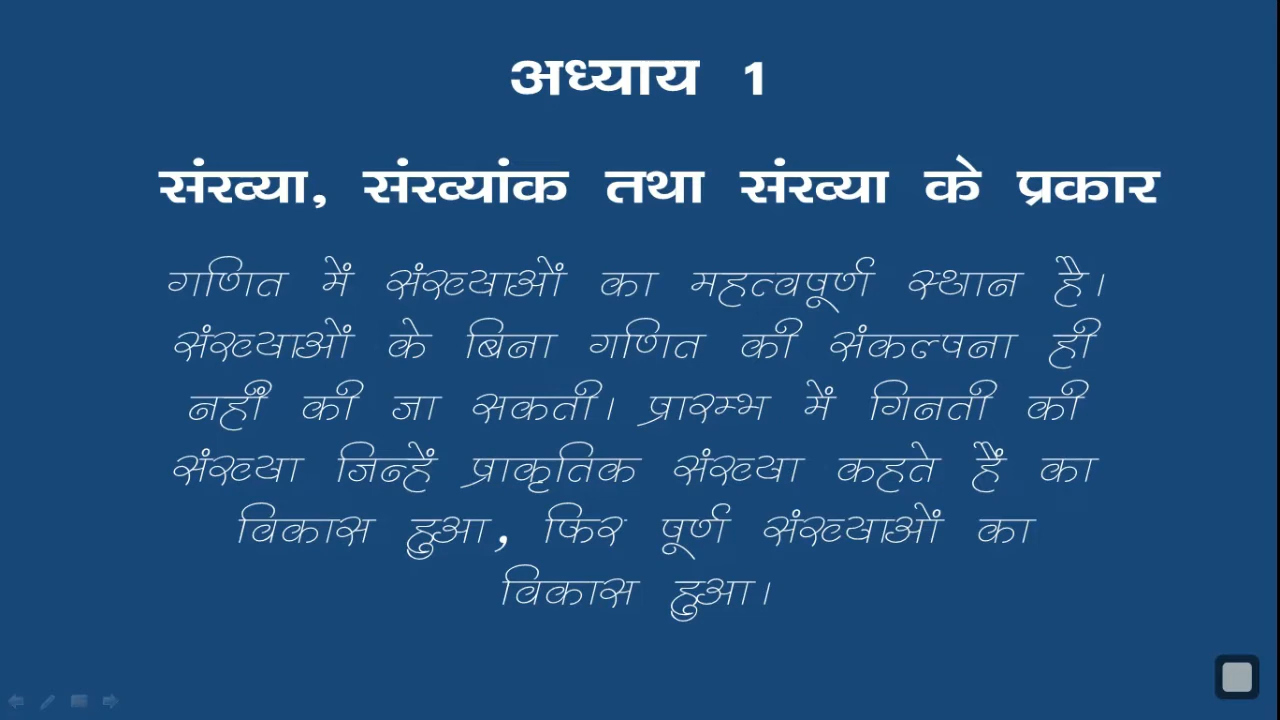 अध्याय 1
संख्या, संख्यांक तथा संख्या के प्रकार
गणित में संख्याओं का महत्वपूर्ण स्थान है।
संख्याओं के बिना गणित की संकल्पना ही
नहीं की जा सकती। प्रारम्भ में गिनती की
संख्या जिन्हें प्राकृतिक संख्या कहते हैं का
विकास हुआ, फिर पूर्ण संख्याओं का
विकास हुआ।